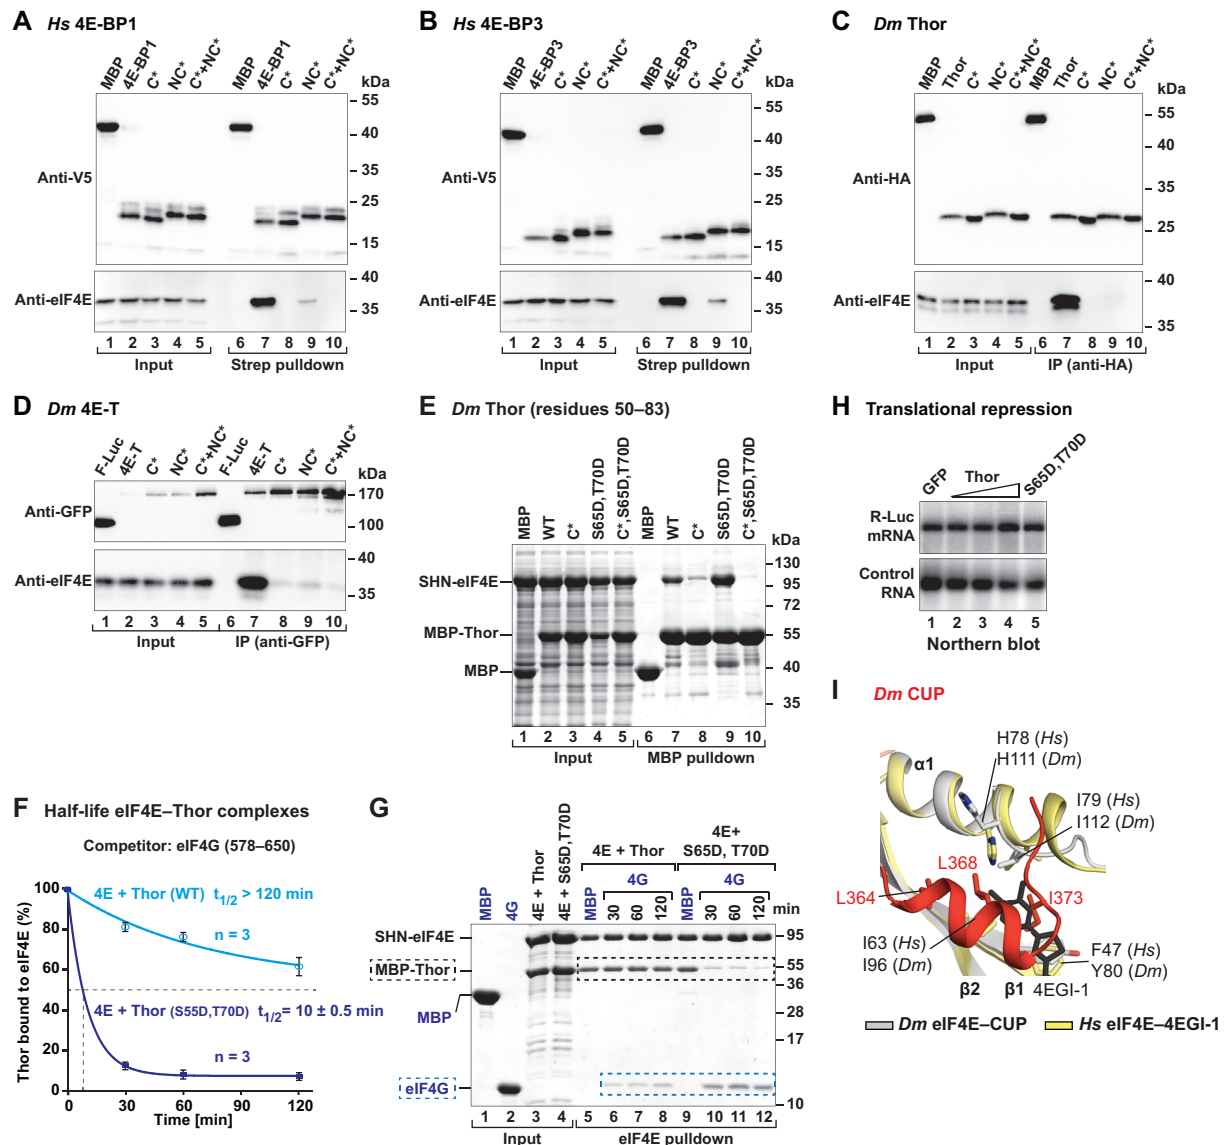 A Hs 4E-BP1
MBP 4E-BP1 C* NC* C*+NC* MBP 4E-BP1 C* NC* C*+NC*
kDa
55
40
Anti-V5
35
25
15
40
Anti-eIF4E
35
1 2 3 4 5 6 7 8 9 10
Input Strep pulldown
B Hs 4E-BP3
MBP 4E-BP3 C* NC* C*+NC* MBP 4E-BP3 C* NC* C*+NC*
kDa
55
40
Anti-V5
35
25
15
40
Anti-eIF4E
35
1 2 3 4 5 6 7 8 9 10
Input Strep pulldown
C Dm Thor
MBP Thor C* NC* C*+NC* MBP Thor C* NC* C*+NC*
kDa
55
Anti-HA
35
25
40
Anti-eIF4E
35
1 2 3 4 5 6 7 8 9 10
Input IP (anti-HA)
D Dm 4E-T
F-Luc 4E-T C* NC* C*+NC* F-Luc 4E-T C* NC* C*+NC*
kDa
170
Anti-GFP
100
40
Anti-eIF4E
35
1 2 3 4 5 6 7 8 9 10
Input IP (anti-GFP)
E Dm Thor (residues 50–83)
MBP WT C* S65D,T70D C*,S65D,T70D MBP WT C* S65D,T70D C*,S65D,T70D
kDa
130
SHN-eIF4E
95
72
MBP-Thor
55
MBP
40
35
1 2 3 4 5 6 7 8 9 10
Input MBP pulldown
H Translational repression
GFP Thor S65D,T70D
R-Luc
mRNA
Control
RNA
1 2 3 4 5
Northern blot
F Half-life eIF4E–Thor complexes
Competitor: eIF4G (578–650)
Thor bound to eIF4E (%)
100
80
60
40
20
0
4E + Thor (WT) t1/2 > 120 min
n = 3
4E + Thor (S55D,T70D) t1/2= 10 ± 0.5 min
n = 3
0 30 60 90 120
Time [min]
G
MBP 4G 4E + Thor 4E + S65D,T70D
4E + Thor
4E+
S65D, T70D
4G 4G
MBP 30 60 120 MBP 30 60 120 min
SHN-eIF4E
95
MBP-Thor
55
36
MBP
28
17
eIF4G
10
1 2 3 4 5 6 7 8 9 10 11 12
Input eIF4E pulldown
I Dm CUP
α1
H78 (Hs)
H111 (Dm)
I79 (Hs)
I112 (Dm)
L368
L364
I373
I63 (Hs)
I96 (Dm)
F47 (Hs)
Y80 (Dm)
β2 β1 4EGI-1
Dm eIF4E–CUP Hs eIF4E–4EGI-1